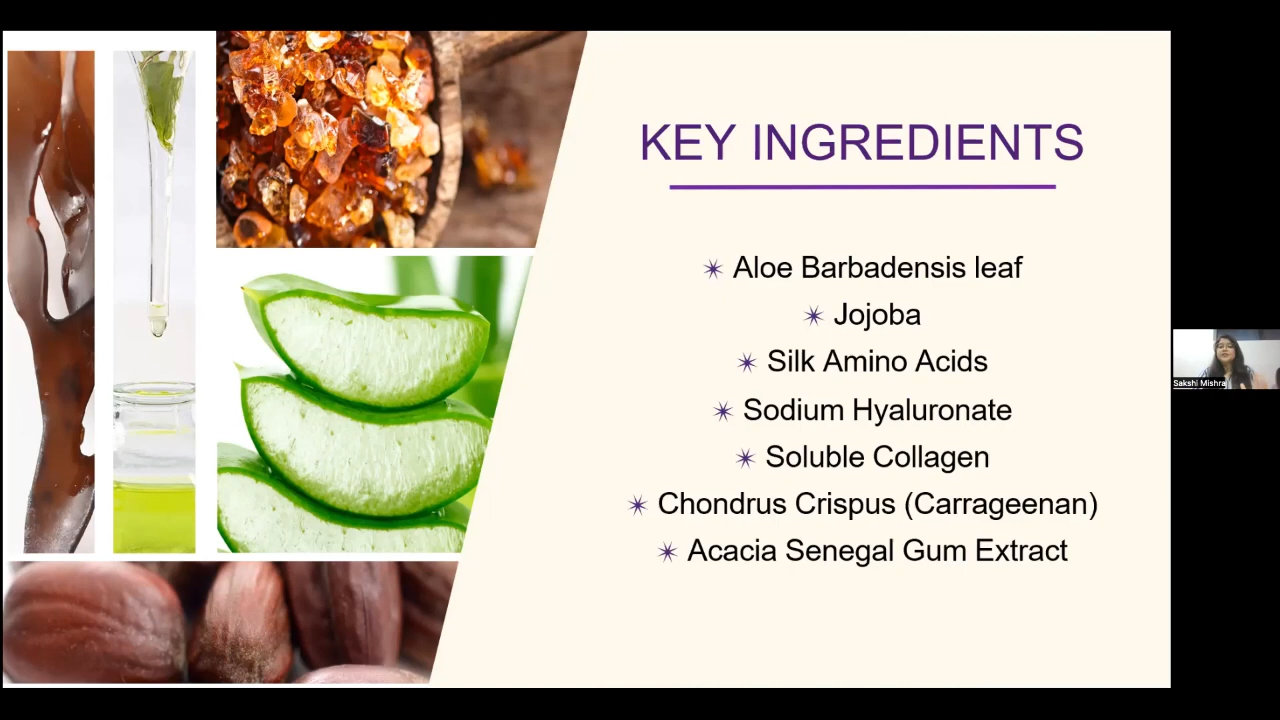 KEY INGREDIENTS
Aloe Barbadensis leaf
Jojoba
Silk Amino Acids
Sodium Hyaluronate
Soluble Collagen
Chondrus Crispus (Carrageenan)
Acacia Senegal Gum Extract
Sakshi Mishra